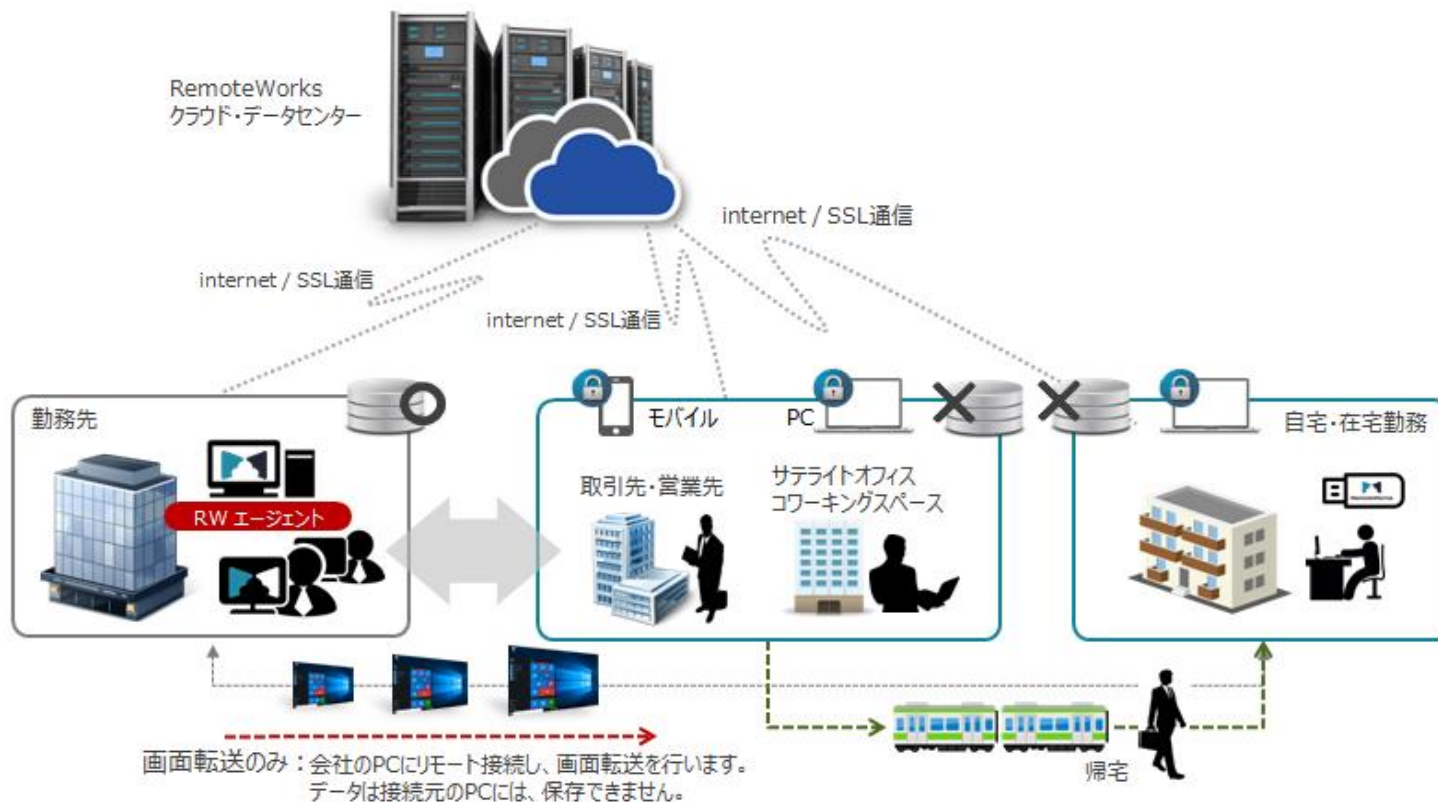 RemoteWorks
クラウド・データセンター
internet / SSL通信
internet / SSL通信
internet / SSL通信
勤務先
RW エージェント
モバイル
PC
取引先・営業先
サテライトオフィス
コワーキングスペース
自宅・在宅勤務
画面転送のみ：会社のPCにリモート接続し、画面転送を行います。
データは接続元のPCには、保存できません。
帰宅